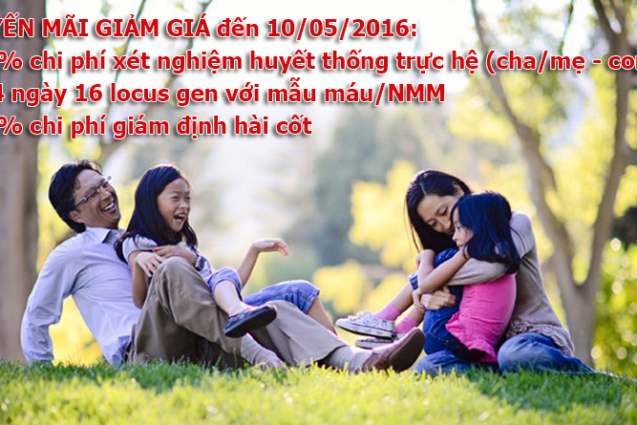 YẾN MÃI GIẢM GIÁ đến 10/05/2016:
% chi phí xét nghiệm huyết thống trực hệ (cha/mẹ - co
4 ngày 16 locus gen với mẫu máu/NMM
% chi phí giám định hài cốt